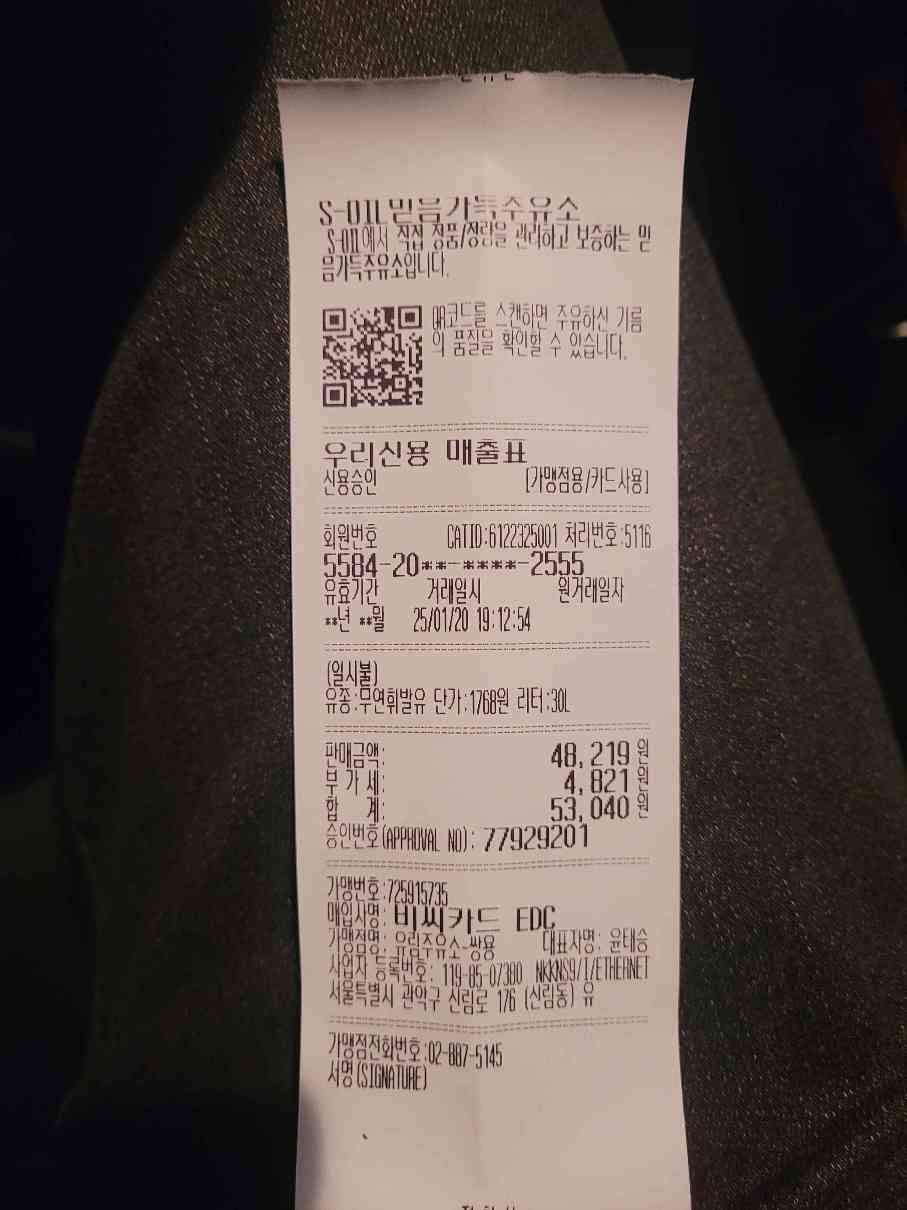 S-OIL믿음가득주유소
S-OIL에서 직접 정품/정량을 관리하고 보증하는 믿
음가득주유소입니다.
QR코드를 스캔하면 주유하신 기름
의 품질을 확인할 수 있습니다.
우리신용 매출표
신용승인 [가맹점용/카드사용]
회원번호 CATID:6122325001 처리번호:5116
5584-20**-****-2555
유효기간 거래일시 원거래일자
**년 **월 25/01/20 19:12:54
(일시불)
유종:무연휘발유 단가:1768원 리터:30L
판매금액: 48,219 원
부 가 세: 4,821 원
합 계: 53,040 원
승인번호(APPROVAL NO): 77929201
가맹번호:725915735
매입사명: 비씨카드 EDC
가맹점명: 유림주유소-쌍용 대표자명: 윤태승
사업자 등록번호: 119-85-07380 NKKNS9/I/ETHERNET
서울특별시 관악구 신림로 176 (신림동) 유
가맹점전화번호:02-887-5145
서명(SIGNATURE)